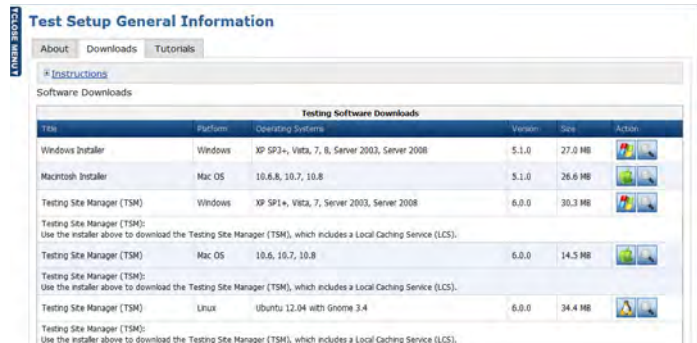 CLOSE MENU
Test Setup General Information
About Downloads Tutorials
Instructions
Software Downloads
Testing Software Downloads
Title Platform Operating Systems Version Size Action
Windows Installer Windows XP SP3+, Vista, 7, 8, Server 2003, Server 2008 5.1.0 27.0 MB
Macintosh Installer Mac OS 10.6.8, 10.7, 10.8 5.1.0 26.6 MB
Testing Site Manager (TSM) Windows XP SP1+, Vista, 7, Server 2003, Server 2008 6.0.0 30.3 MB
Testing Site Manager (TSM):
Use the installer above to download the Testing Site Manager (TSM), which includes a Local Caching Service (LCS).
Testing Site Manager (TSM) Mac OS 10.6, 10.7, 10.8 6.0.0 14.5 MB
Testing Site Manager (TSM):
Use the installer above to download the Testing Site Manager (TSM), which includes a Local Caching Service (LCS).
Testing Site Manager (TSM) Linux Ubuntu 12.04 with Gnome 3.4 6.0.0 34.4 MB
Testing Site Manager (TSM):
Use the installer above to download the Testing Site Manager (TSM), which includes a Local Caching Service (LCS).